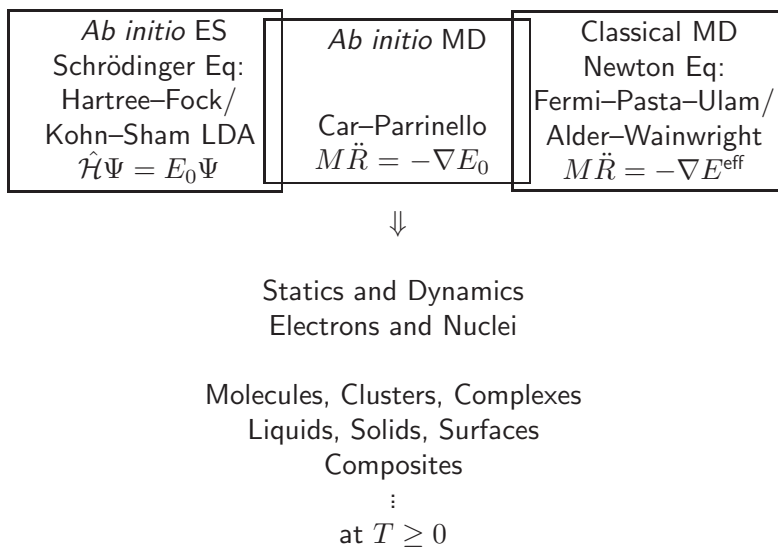 Ab initio ES
Schrödinger Eq:
Hartree–Fock/
Kohn–Sham LDA
ℋ̂Ψ = E₀Ψ
Ab initio MD
Car–Parrinello
MR̈ = −∇E₀
Classical MD
Newton Eq:
Fermi–Pasta–Ulam/
Alder–Wainwright
MR̈ = −∇Eᵉᶠᶠ
⇓
Statics and Dynamics
Electrons and Nuclei
Molecules, Clusters, Complexes
Liquids, Solids, Surfaces
Composites
⋮
at T ≥ 0